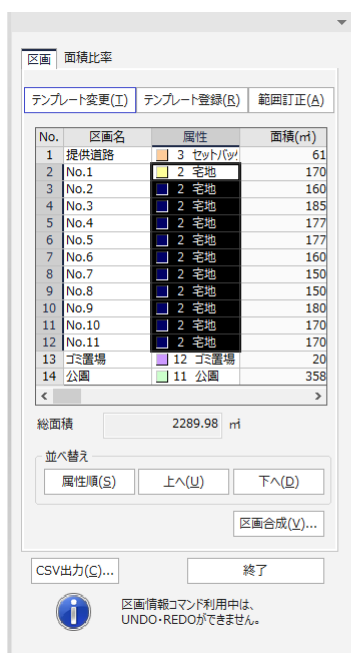 区画 面積比率
テンプレート変更(T) テンプレート登録(R) 範囲訂正(A)
No. 区画名 属性 面積(㎡)
1 提供道路 3 セットバック 61
2 No.1 2 宅地 170
3 No.2 2 宅地 160
4 No.3 2 宅地 185
5 No.4 2 宅地 177
6 No.5 2 宅地 177
7 No.6 2 宅地 160
8 No.7 2 宅地 150
9 No.8 2 宅地 150
10 No.9 2 宅地 180
11 No.10 2 宅地 170
12 No.11 2 宅地 170
13 ゴミ置場 12 ゴミ置場 20
14 公園 11 公園 358
総面積 2289.98 ㎡
並べ替え
属性順(S) 上へ(U) 下へ(D)
区画合成(V)...
CSV出力(C)... 終了
区画情報コマンド利用中は、
UNDO・REDOができません。